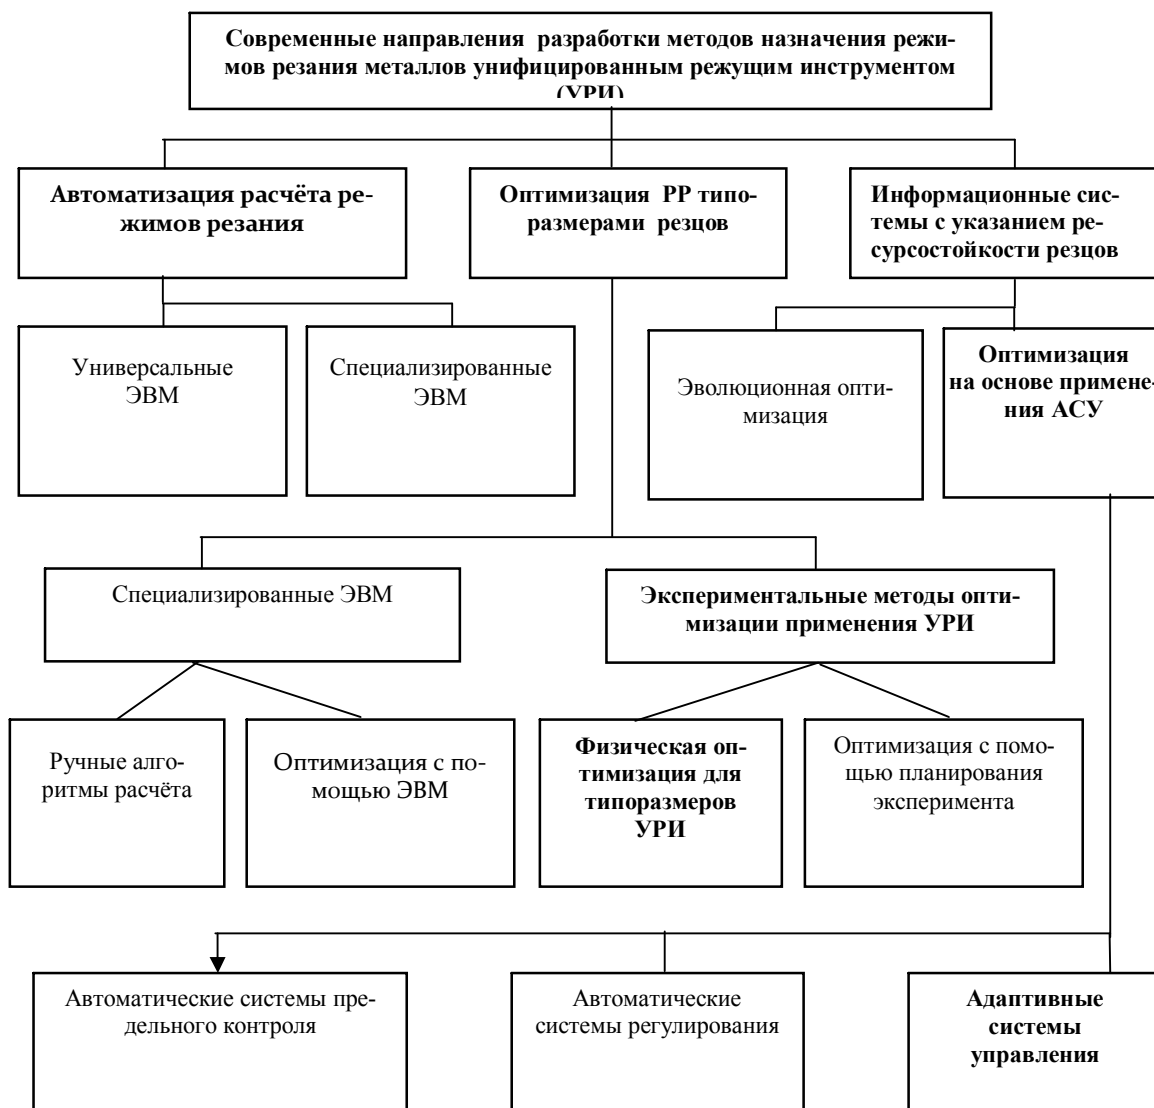 Современные направления разработки методов назначения режи-
мов резания металлов унифицированным режущим инструментом
(УРИ)
Автоматизация расчёта ре-
жимов резания
Оптимизация РР типо-
размерами резцов
Информационные сис-
темы с указанием ре-
сурсостойкости резцов
Универсальные
ЭВМ
Специализированные
ЭВМ
Эволюционная опти-
мизация
Оптимизация
на основе примене-
ния АСУ
Специализированные ЭВМ
Экспериментальные методы опти-
мизации применения УРИ
Ручные алго-
ритмы расчёта
Оптимизация с по-
мощью ЭВМ
Физическая оп-
тимизация для
типоразмеров
УРИ
Оптимизация с помо-
щью планирования
эксперимента
Автоматические системы пре-
дельного контроля
Автоматические
системы регулирования
Адаптивные
системы
управления